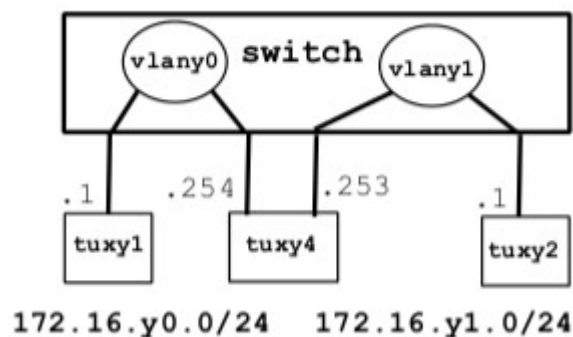 vlany0 switch vlany1
.1 .254 .253 .1
tuxy1 tuxy4 tuxy2
172.16.y0.0/24 172.16.y1.0/24